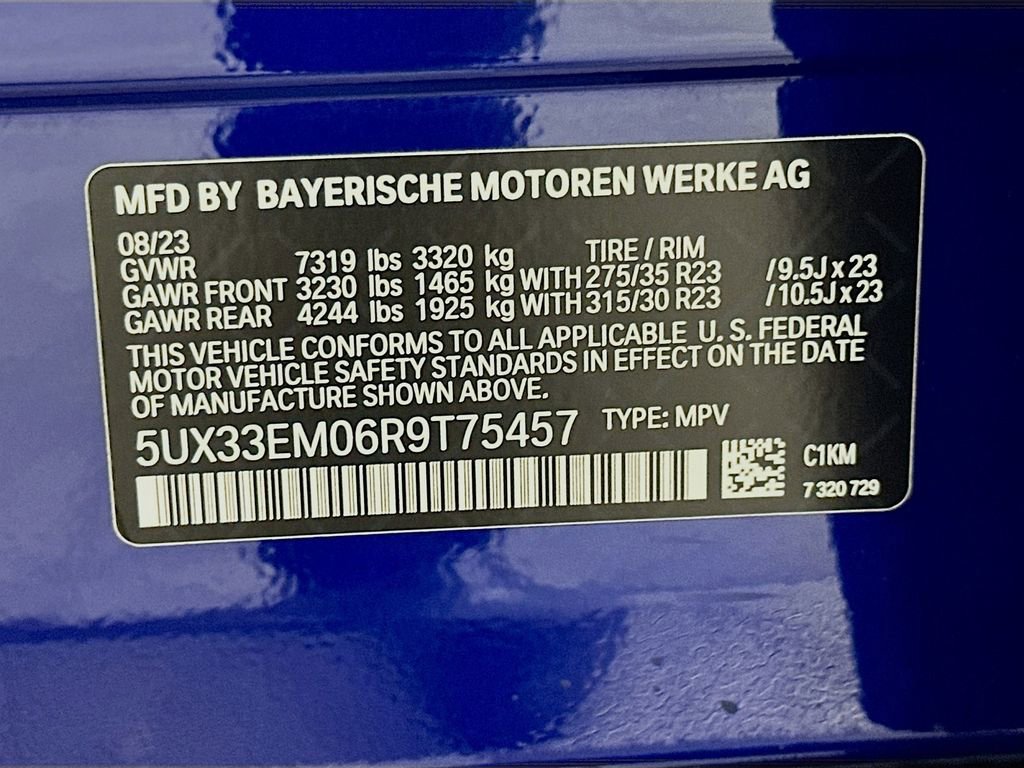 MFD BY BAYERISCHE MOTOREN WERKE AG
08/23 TIRE / RIM
GVWR 7319 lbs 3320 kg
GAWR FRONT 3230 lbs 1465 kg WITH 275/35 R23 /9.5J x 23
GAWR REAR 4244 lbs 1925 kg WITH 315/30 R23 /10.5J x 23
THIS VEHICLE CONFORMS TO ALL APPLICABLE U. S. FEDERAL
MOTOR VEHICLE SAFETY STANDARDS IN EFFECT ON THE DATE
OF MANUFACTURE SHOWN ABOVE.
5UX33EM06R9T75457 TYPE: MPV
C1KM
7 320 729